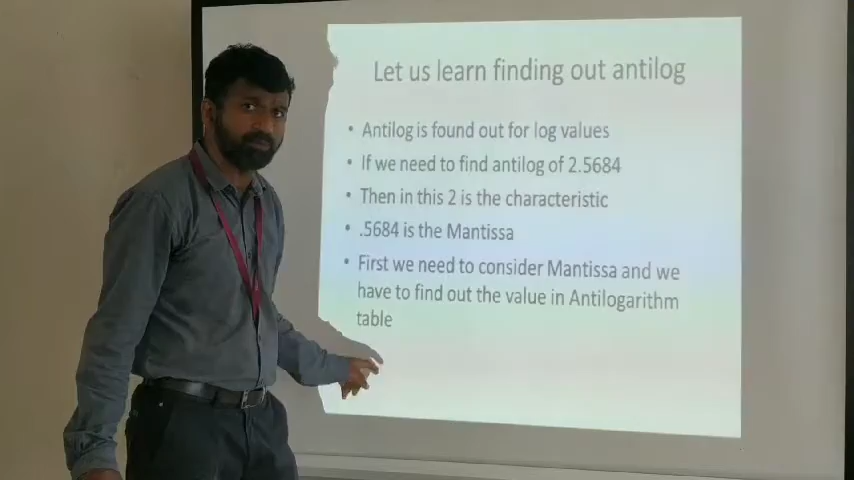 Let us learn finding out antilog
• Antilog is found out for log values
• If we need to find antilog of 2.5684
• Then in this 2 is the characteristic
• .5684 is the Mantissa
• First we need to consider Mantissa and we
have to find out the value in Antilogarithm
table